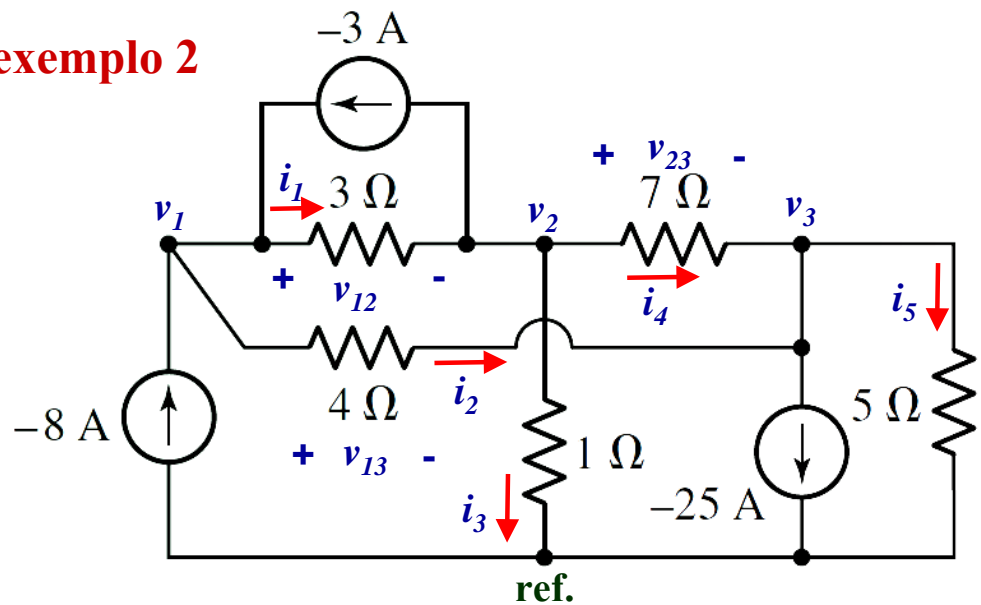 exemplo 2
−3 A
i1
3 Ω
+ v23 -
7 Ω
v1
v2
v3
+ v12 -
i4
i5
−8 A
4 Ω
i2
5 Ω
+ v13 -
1 Ω
i3
−25 A
ref.